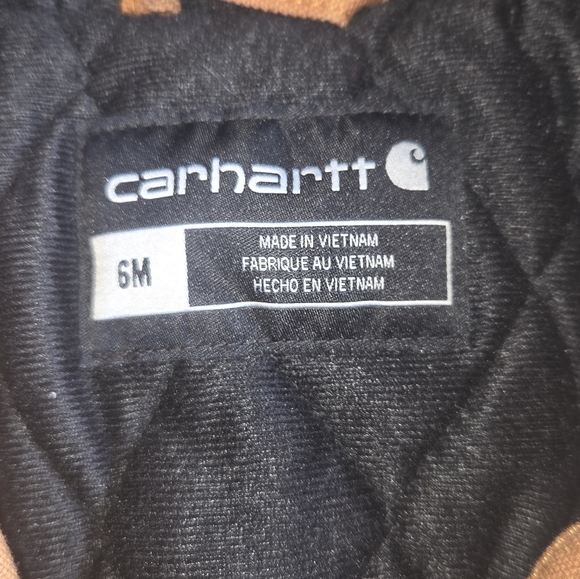 carhartt
6M
MADE IN VIETNAM
FABRIQUE AU VIETNAM
HECHO EN VIETNAM